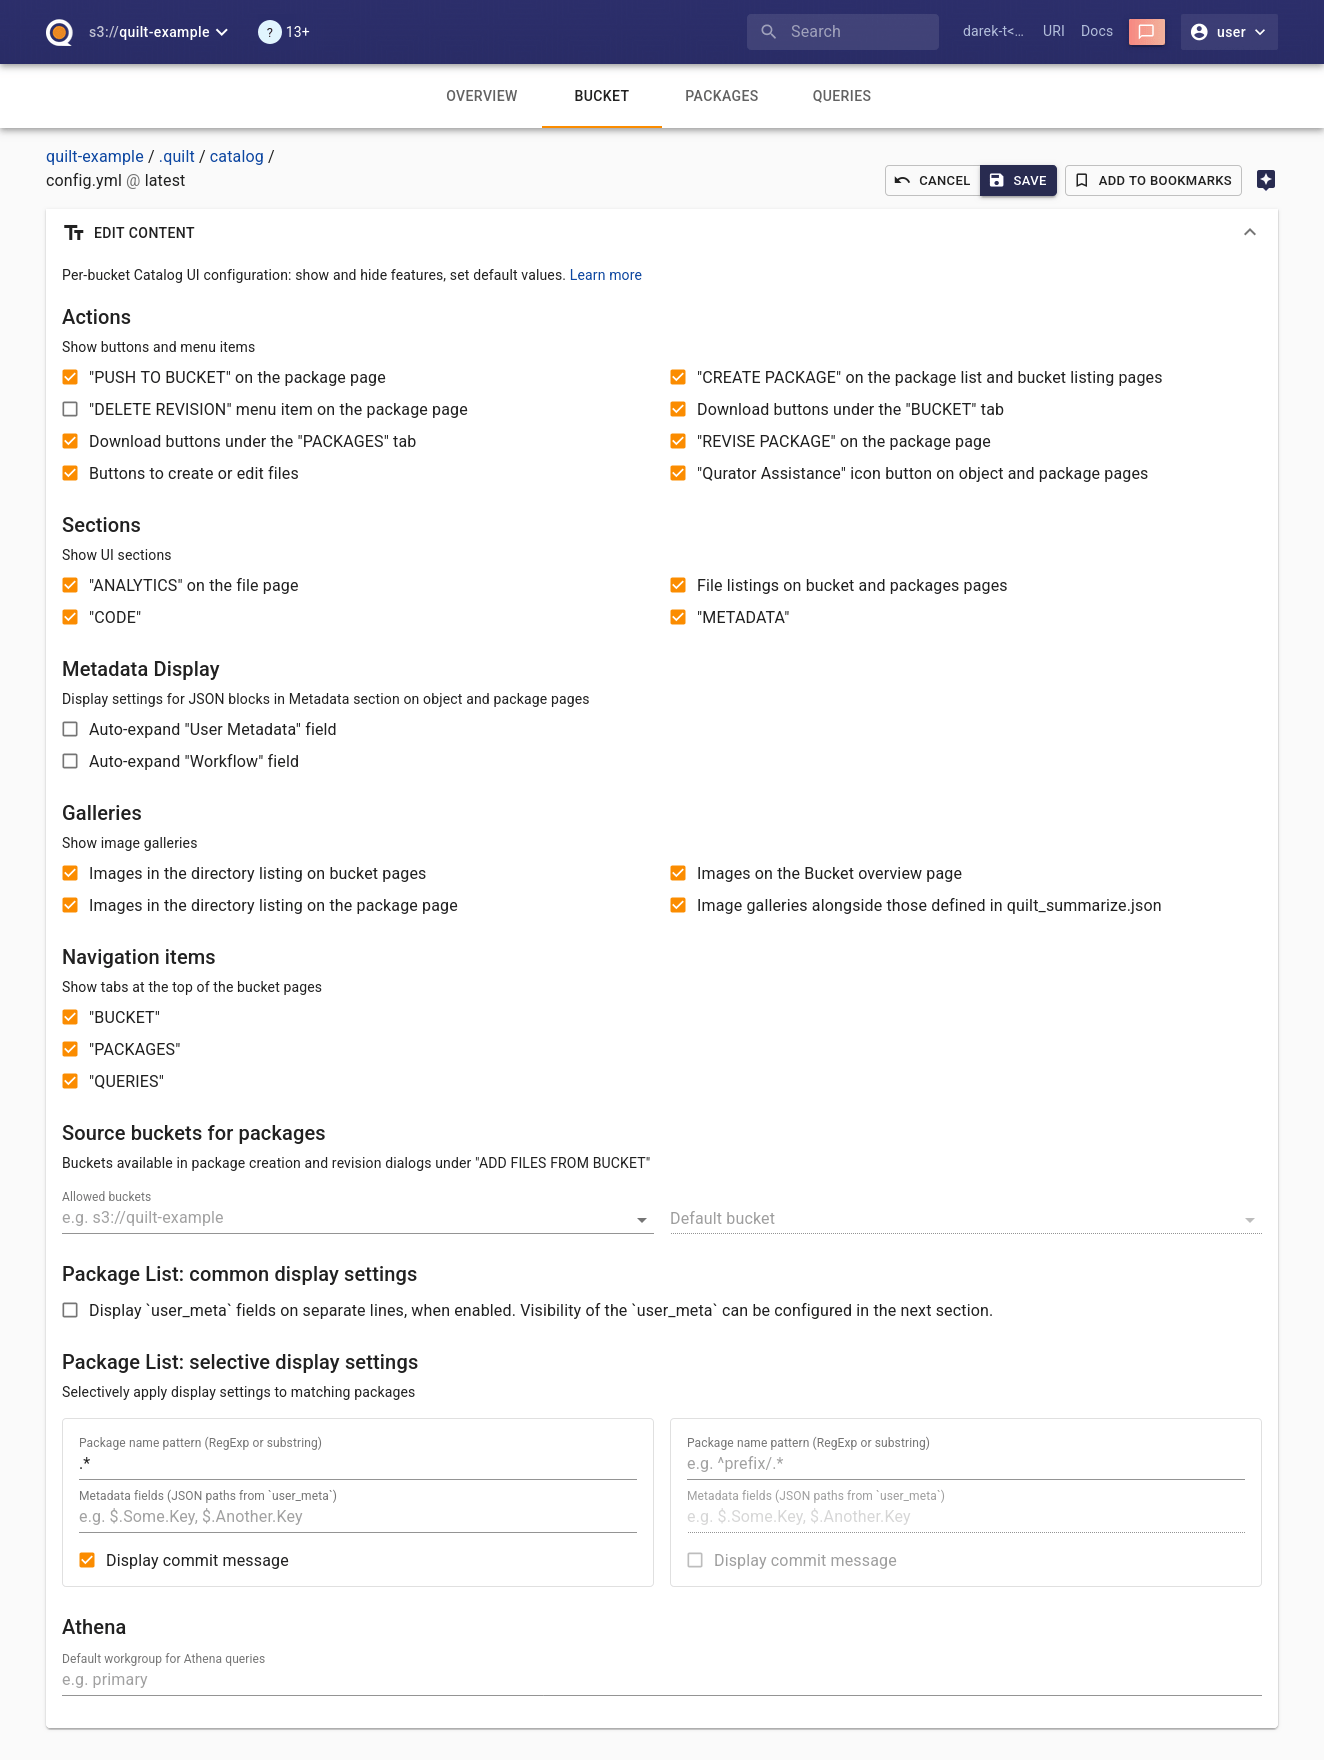 s3://quilt-example
? 13+
Search
darek-t<…
URI
Docs
user
OVERVIEW
BUCKET
PACKAGES
QUERIES
quilt-example / .quilt / catalog /
config.yml @ latest
CANCEL
SAVE
ADD TO BOOKMARKS
EDIT CONTENT
Per-bucket Catalog UI configuration: show and hide features, set default values. Learn more
Actions
Show buttons and menu items
"PUSH TO BUCKET" on the package page
"CREATE PACKAGE" on the package list and bucket listing pages
"DELETE REVISION" menu item on the package page
Download buttons under the "BUCKET" tab
Download buttons under the "PACKAGES" tab
"REVISE PACKAGE" on the package page
Buttons to create or edit files
"Qurator Assistance" icon button on object and package pages
Sections
Show UI sections
"ANALYTICS" on the file page
File listings on bucket and packages pages
"CODE"
"METADATA"
Metadata Display
Display settings for JSON blocks in Metadata section on object and package pages
Auto-expand "User Metadata" field
Auto-expand "Workflow" field
Galleries
Show image galleries
Images in the directory listing on bucket pages
Images on the Bucket overview page
Images in the directory listing on the package page
Image galleries alongside those defined in quilt_summarize.json
Navigation items
Show tabs at the top of the bucket pages
"BUCKET"
"PACKAGES"
"QUERIES"
Source buckets for packages
Buckets available in package creation and revision dialogs under "ADD FILES FROM BUCKET"
Allowed buckets
e.g. s3://quilt-example
Default bucket
Package List: common display settings
Display `user_meta` fields on separate lines, when enabled. Visibility of the `user_meta` can be configured in the next section.
Package List: selective display settings
Selectively apply display settings to matching packages
Package name pattern (RegExp or substring)
.*
Metadata fields (JSON paths from `user_meta`)
e.g. $.Some.Key, $.Another.Key
Display commit message
Package name pattern (RegExp or substring)
e.g. ^prefix/.*
Metadata fields (JSON paths from `user_meta`)
e.g. $.Some.Key, $.Another.Key
Display commit message
Athena
Default workgroup for Athena queries
e.g. primary